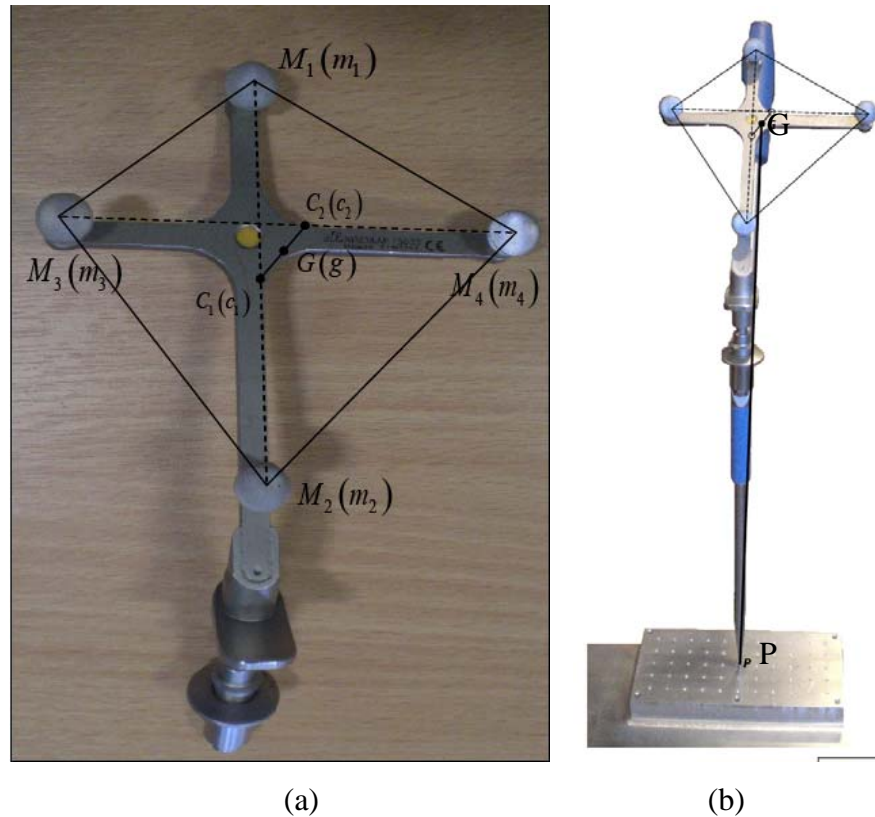 M₁(m₁)
C₂(c₂)
G(g)
M₃(m₃)
C₁(c₁)
M₄(m₄)
M₂(m₂)
(a)
G
P
P
(b)